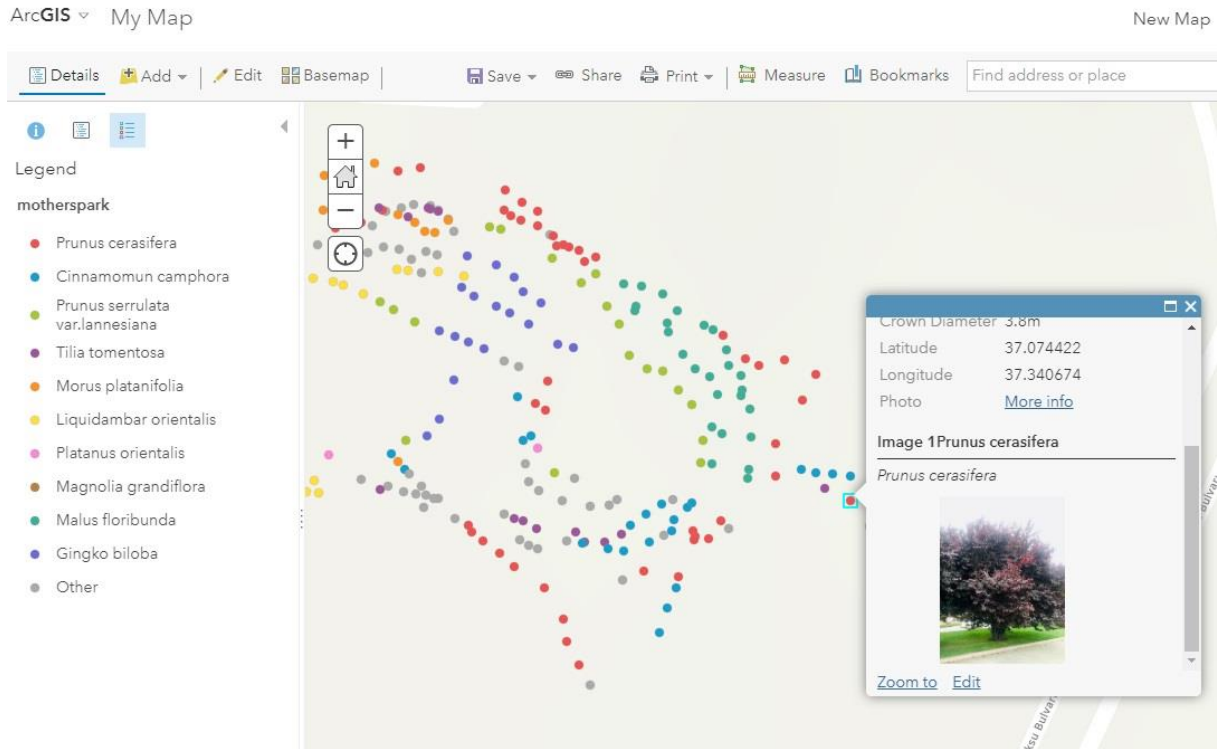 ArcGIS My Map New Map
Details Add Edit Basemap Save Share Print Measure Bookmarks Find address or place
Legend
motherspark
Prunus cerasifera
Cinnamomun camphora
Prunus serrulata
var.lannesiana
Tilia tomentosa
Morus platanifolia
Liquidambar orientalis
Platanus orientalis
Magnolia grandiflora
Malus floribunda
Gingko biloba
Other
Crown Diameter 3.8m
Latitude 37.074422
Longitude 37.340674
Photo More info
Image 1Prunus cerasifera
Prunus cerasifera
Zoom to Edit